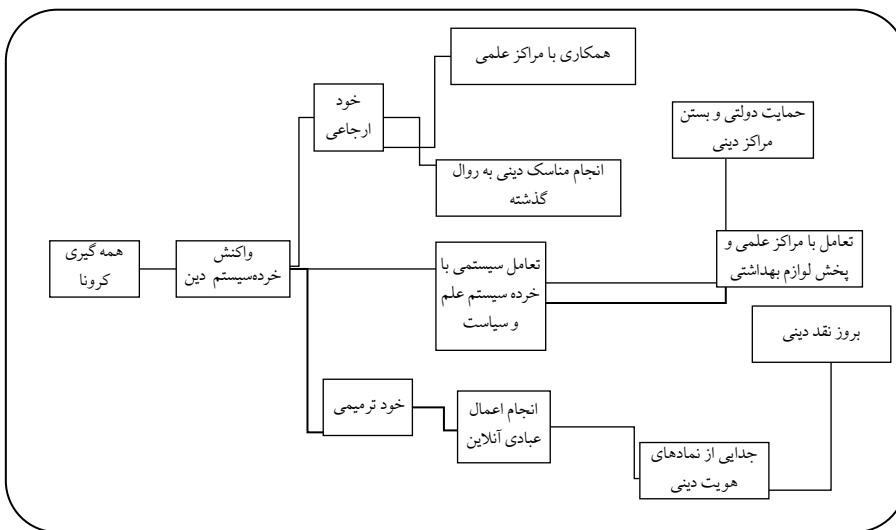 همکاری با مراکز علمی
خود
ارجاعی
حمایت دولتی و بستن
مراکز دینی
انجام مناسک دینی به روال
گذشته
همه گیری
کرونا
واکنش
خرده‌سیستم دین
تعامل سیستمی با
خرده سیستم علم
و سیاست
تعامل با مراکز علمی و
پخش لوازم بهداشتی
بروز نقد دینی
خود ترمیمی
انجام اعمال
عبادی آنلاین
جدایی از نمادهای
هویت دینی